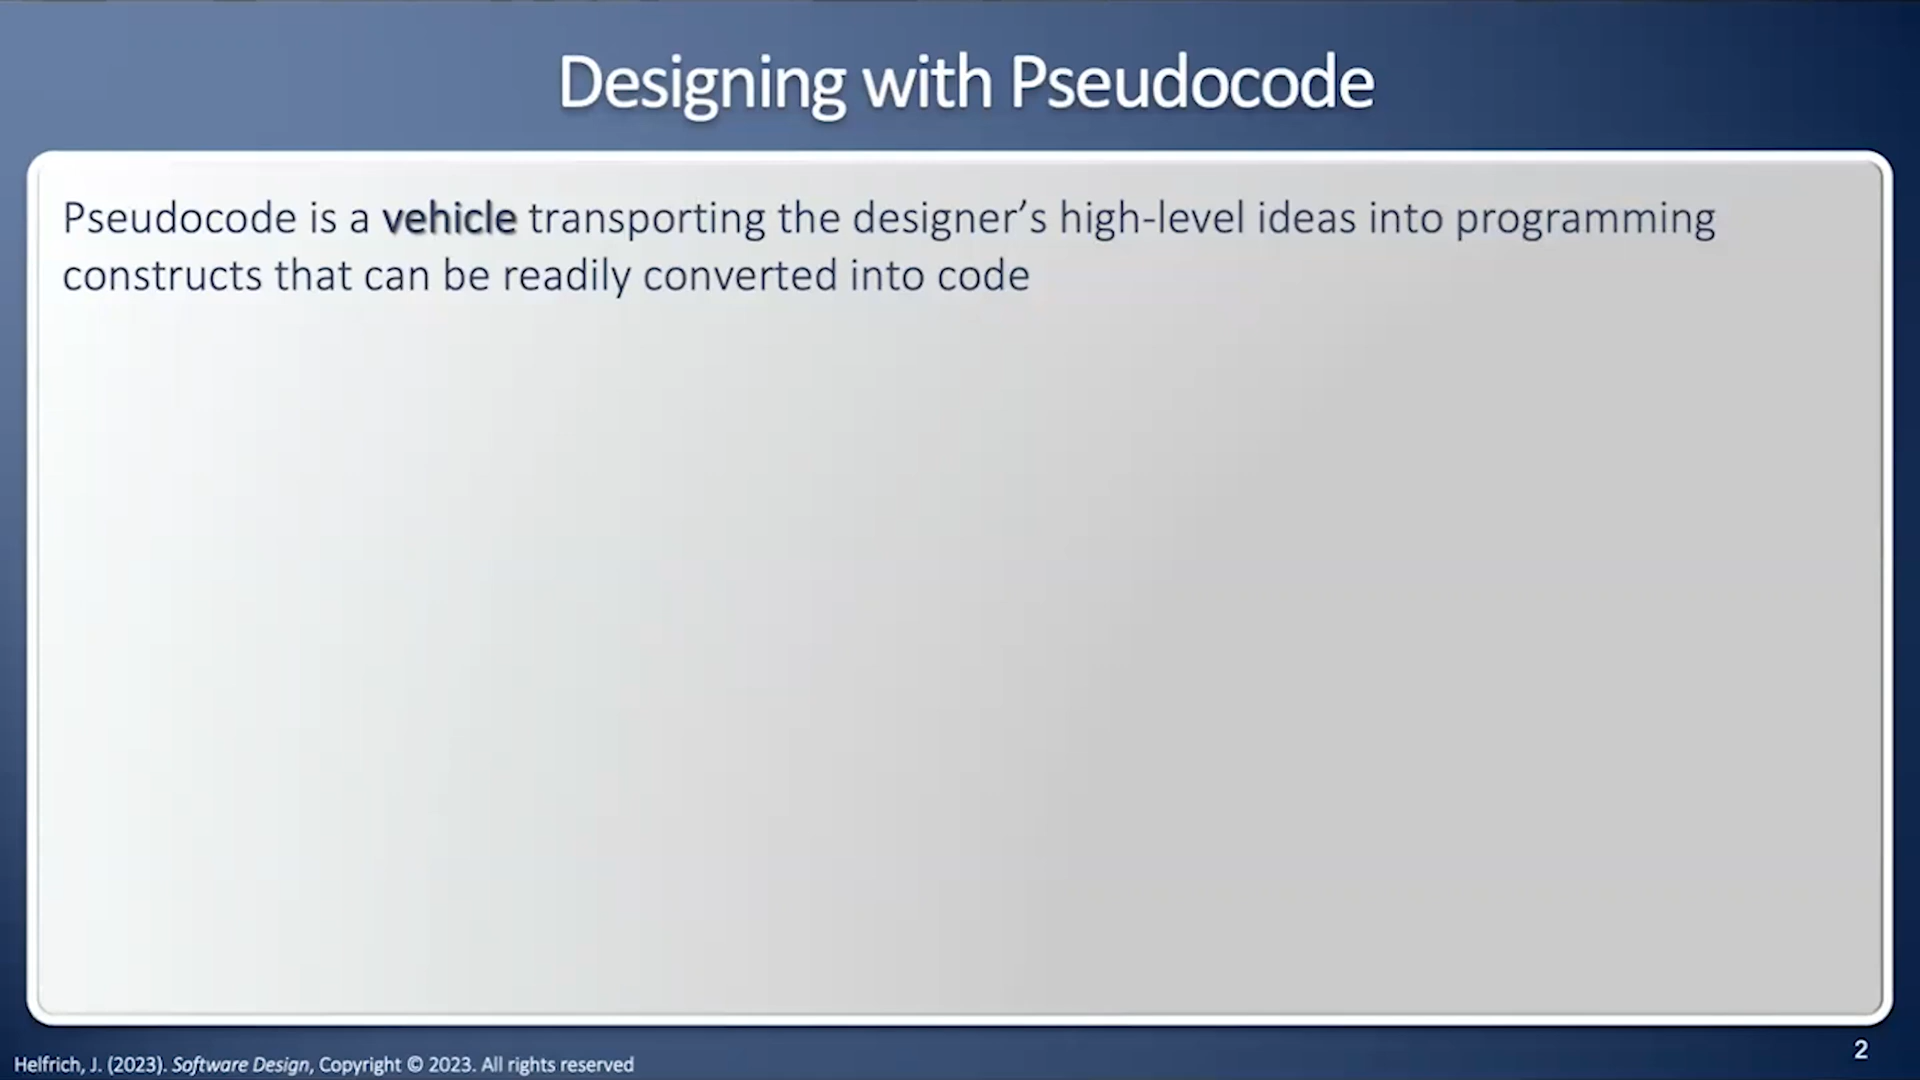 Designing with Pseudocode
Pseudocode is a vehicle transporting the designer’s high-level ideas into programming
constructs that can be readily converted into code
Helfrich, J. (2023). Software Design, Copyright © 2023. All rights reserved
2